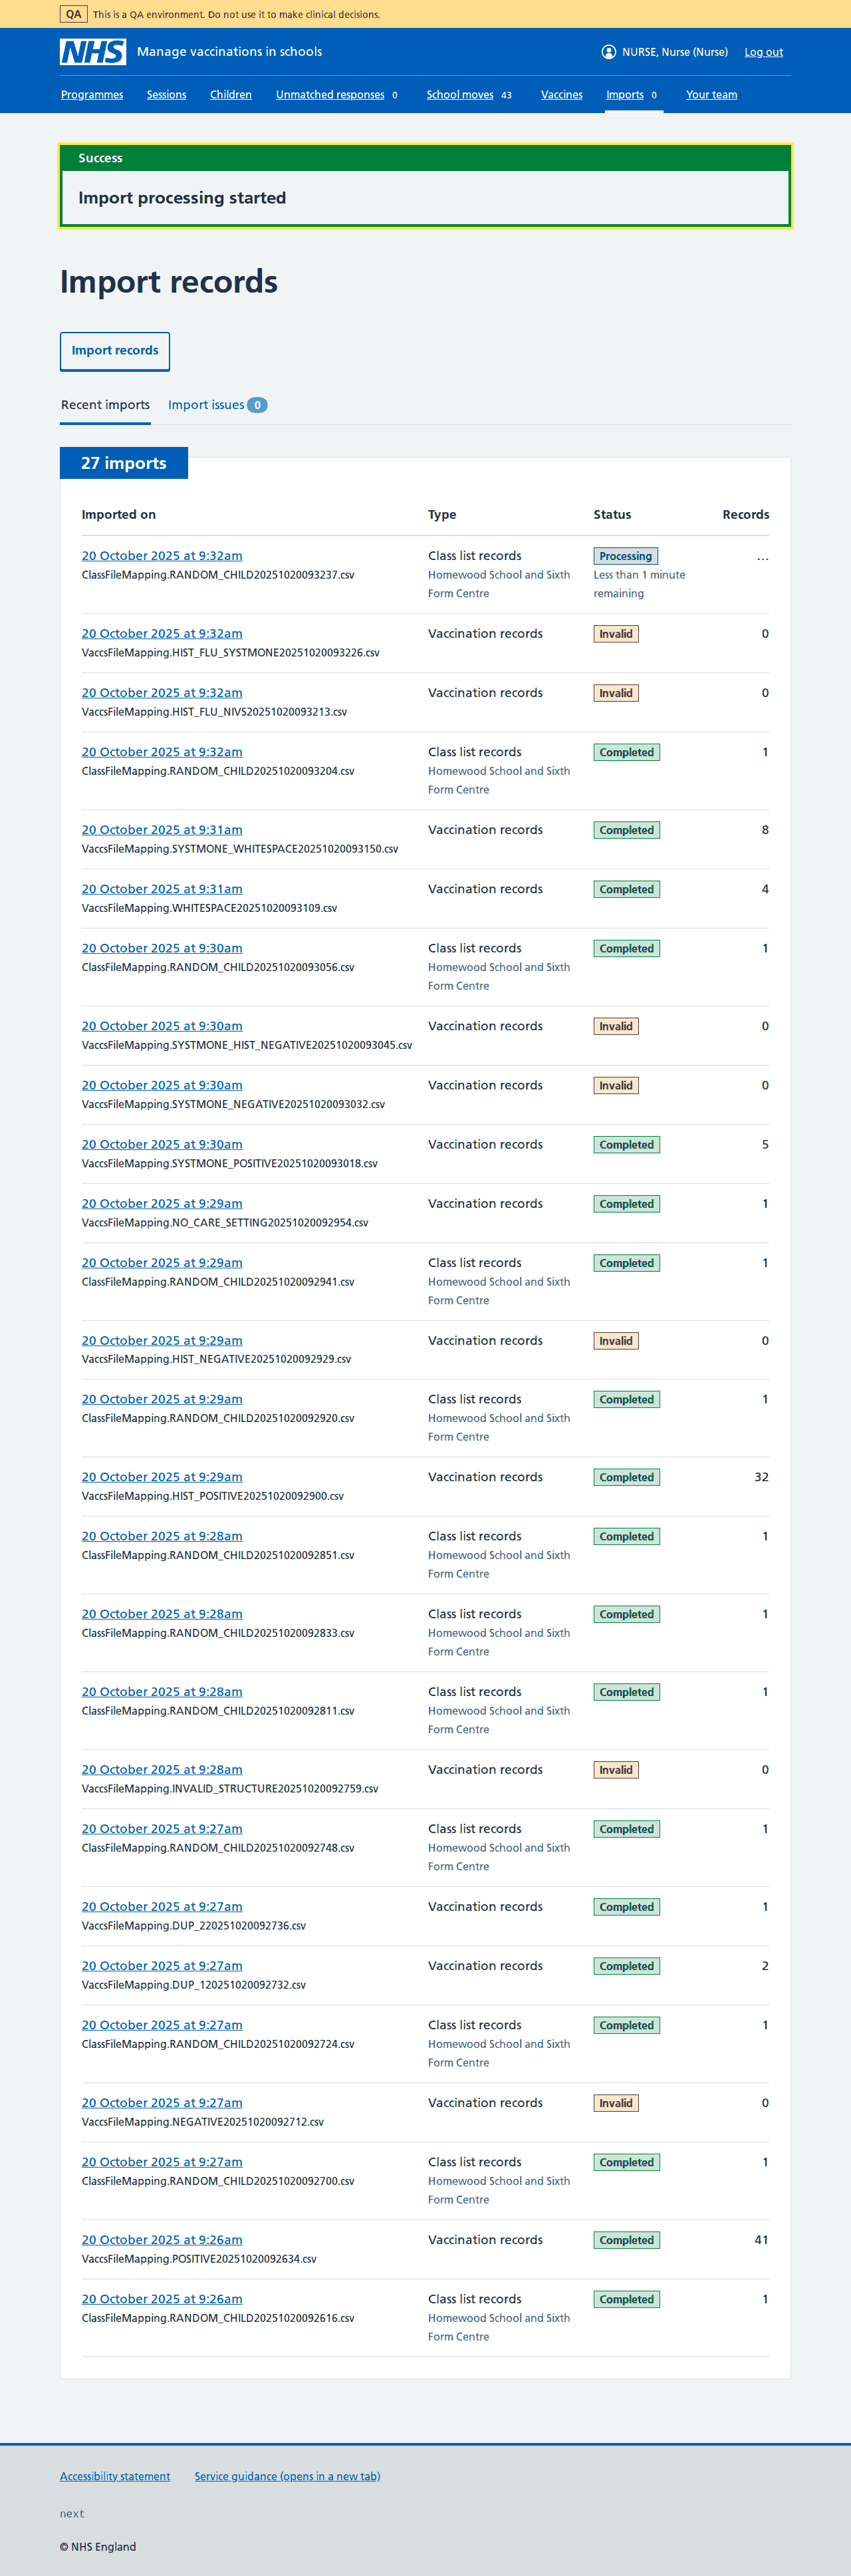 QA This is a QA environment. Do not use it to make clinical decisions.
NHS Manage vaccinations in schools NURSE, Nurse (Nurse) Log out
Programmes Sessions Children Unmatched responses 0 School moves 43 Vaccines Imports 0 Your team
Success
Import processing started
Import records
Import records
Recent imports Import issues 0
27 imports
Imported on Type Status Records
20 October 2025 at 9:32am Class list records Processing ...
ClassFileMapping.RANDOM_CHILD20251020093237.csv Homewood School and Sixth Less than 1 minute
Form Centre remaining
20 October 2025 at 9:32am Vaccination records Invalid 0
VaccsFileMapping.HIST_FLU_SYSTMONE20251020093226.csv
20 October 2025 at 9:32am Vaccination records Invalid 0
VaccsFileMapping.HIST_FLU_NIVS20251020093213.csv
20 October 2025 at 9:32am Class list records Completed 1
ClassFileMapping.RANDOM_CHILD20251020093204.csv Homewood School and Sixth
Form Centre
20 October 2025 at 9:31am Vaccination records Completed 8
VaccsFileMapping.SYSTMONE_WHITESPACE20251020093150.csv
20 October 2025 at 9:31am Vaccination records Completed 4
VaccsFileMapping.WHITESPACE20251020093109.csv
20 October 2025 at 9:30am Class list records Completed 1
ClassFileMapping.RANDOM_CHILD20251020093056.csv Homewood School and Sixth
Form Centre
20 October 2025 at 9:30am Vaccination records Invalid 0
VaccsFileMapping.SYSTMONE_HIST_NEGATIVE20251020093045.csv
20 October 2025 at 9:30am Vaccination records Invalid 0
VaccsFileMapping.SYSTMONE_NEGATIVE20251020093032.csv
20 October 2025 at 9:30am Vaccination records Completed 5
VaccsFileMapping.SYSTMONE_POSITIVE20251020093018.csv
20 October 2025 at 9:29am Vaccination records Completed 1
VaccsFileMapping.NO_CARE_SETTING20251020092954.csv
20 October 2025 at 9:29am Class list records Completed 1
ClassFileMapping.RANDOM_CHILD20251020092941.csv Homewood School and Sixth
Form Centre
20 October 2025 at 9:29am Vaccination records Invalid 0
VaccsFileMapping.HIST_NEGATIVE20251020092929.csv
20 October 2025 at 9:29am Class list records Completed 1
ClassFileMapping.RANDOM_CHILD20251020092920.csv Homewood School and Sixth
Form Centre
20 October 2025 at 9:29am Vaccination records Completed 32
VaccsFileMapping.HIST_POSITIVE20251020092900.csv
20 October 2025 at 9:28am Class list records Completed 1
ClassFileMapping.RANDOM_CHILD20251020092851.csv Homewood School and Sixth
Form Centre
20 October 2025 at 9:28am Class list records Completed 1
ClassFileMapping.RANDOM_CHILD20251020092833.csv Homewood School and Sixth
Form Centre
20 October 2025 at 9:28am Class list records Completed 1
ClassFileMapping.RANDOM_CHILD20251020092811.csv Homewood School and Sixth
Form Centre
20 October 2025 at 9:28am Vaccination records Invalid 0
VaccsFileMapping.INVALID_STRUCTURE20251020092759.csv
20 October 2025 at 9:27am Class list records Completed 1
ClassFileMapping.RANDOM_CHILD20251020092748.csv Homewood School and Sixth
Form Centre
20 October 2025 at 9:27am Vaccination records Completed 1
VaccsFileMapping.DUP_220251020092736.csv
20 October 2025 at 9:27am Vaccination records Completed 2
VaccsFileMapping.DUP_120251020092732.csv
20 October 2025 at 9:27am Class list records Completed 1
ClassFileMapping.RANDOM_CHILD20251020092724.csv Homewood School and Sixth
Form Centre
20 October 2025 at 9:27am Vaccination records Invalid 0
VaccsFileMapping.NEGATIVE20251020092712.csv
20 October 2025 at 9:27am Class list records Completed 1
ClassFileMapping.RANDOM_CHILD20251020092700.csv Homewood School and Sixth
Form Centre
20 October 2025 at 9:26am Vaccination records Completed 41
VaccsFileMapping.POSITIVE20251020092634.csv
20 October 2025 at 9:26am Class list records Completed 1
ClassFileMapping.RANDOM_CHILD20251020092616.csv Homewood School and Sixth
Form Centre
Accessibility statement Service guidance (opens in a new tab)
next
© NHS England